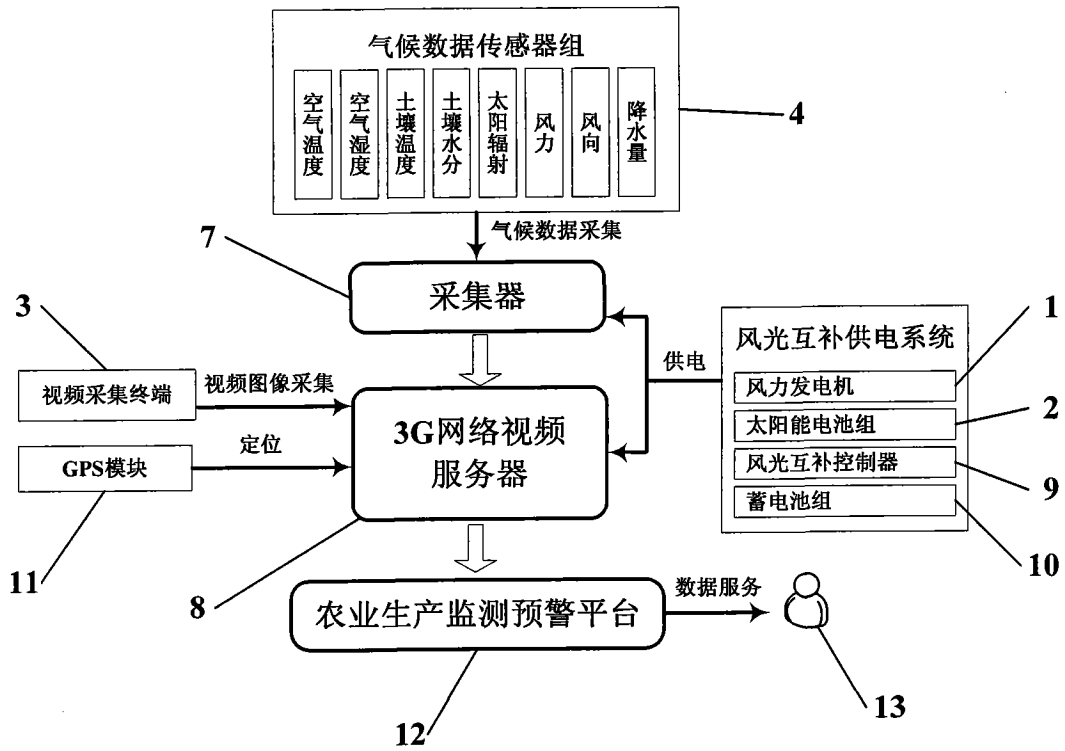 气候数据传感器组
空气温度
空气湿度
土壤温度
土壤水分
太阳辐射
风力
风向
降水量
4
气候数据采集
7
采集器
3
视频采集终端
视频图像采集
GPS模块
定位
11
3G网络视频
服务器
8
供电
风光互补供电系统
风力发电机
太阳能电池组
风光互补控制器
蓄电池组
1
2
9
10
农业生产监测预警平台
数据服务
12
13